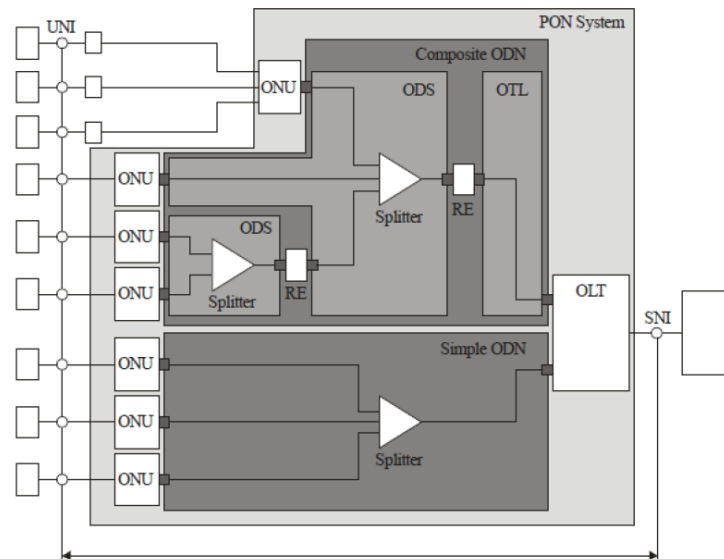 UNI
PON System
Composite ODN
ONU
ODS
OTL
ONU
Splitter
RE
ONU
ODS
ONU
Splitter
RE
OLT
SNI
Simple ODN
ONU
ONU
Splitter
ONU